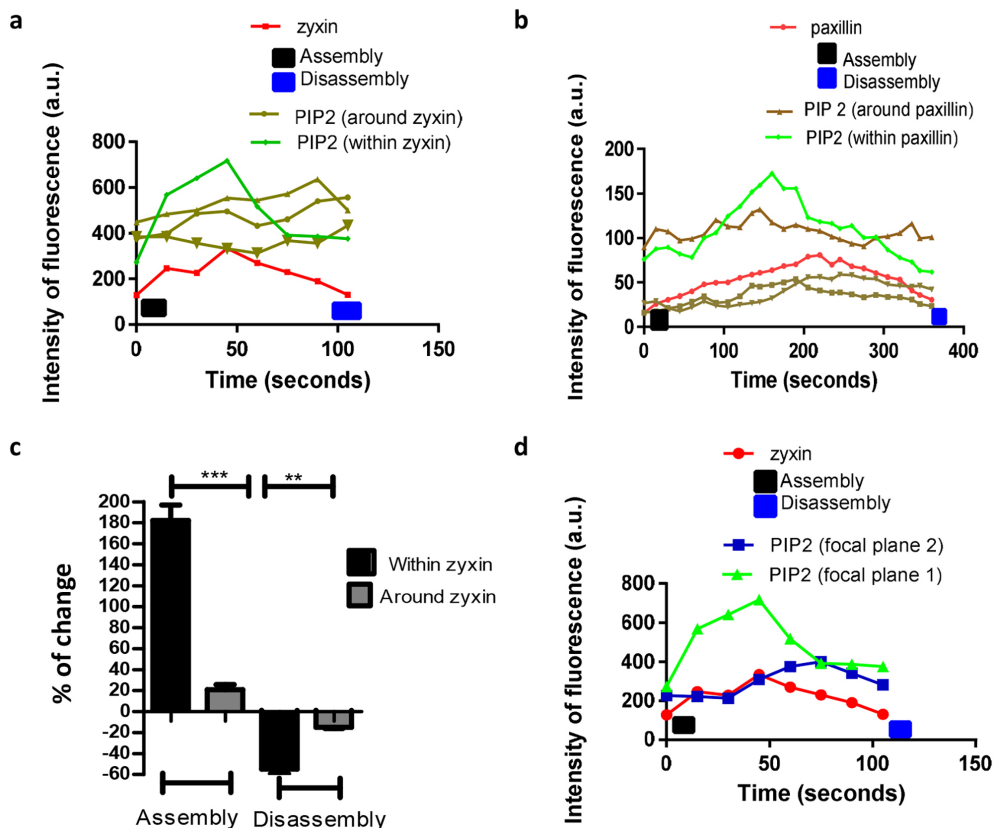 a
zyxin
Assembly
Disassembly
PIP2 (around zyxin)
PIP2 (within zyxin)
Intensity of fluorescence (a.u.)
800
600
400
200
0
0 50 100 150
Time (seconds)
b
paxillin
Assembly
Disassembly
PIP 2 (around paxillin)
PIP2 (within paxillin)
Intensity of fluorescence (a.u.)
200
150
100
50
0
0 100 200 300 400
Time (seconds)
c
*** **
Within zyxin
Around zyxin
% of change
200
180
160
140
120
100
80
60
40
20
0
-20
-40
-60
Assembly Disassembly
d
zyxin
Assembly
Disassembly
PIP2 (focal plane 2)
PIP2 (focal plane 1)
Intensity of fluorescence (a.u.)
800
600
400
200
0
0 50 100 150
Time (seconds)